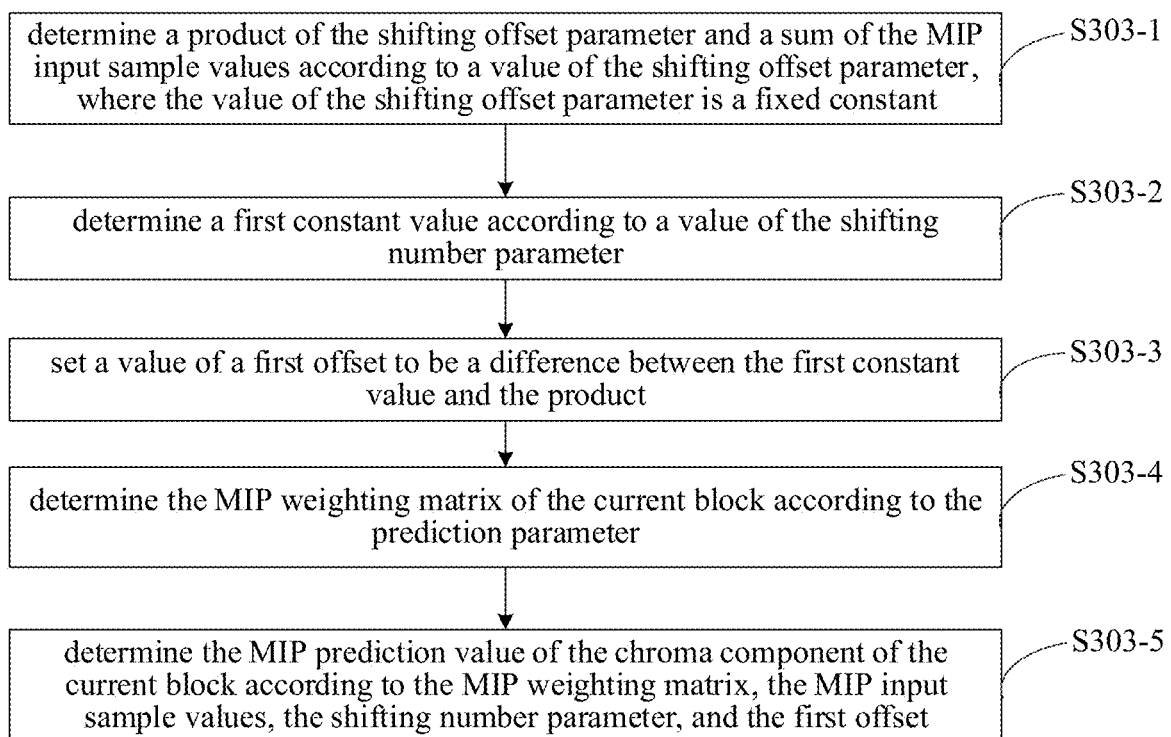 determine a product of the shifting offset parameter and a sum of the MIP
input sample values according to a value of the shifting offset parameter,
where the value of the shifting offset parameter is a fixed constant
S303-1
determine a first constant value according to a value of the shifting
number parameter
S303-2
set a value of a first offset to be a difference between the first constant
value and the product
S303-3
determine the MIP weighting matrix of the current block according to the
prediction parameter
S303-4
determine the MIP prediction value of the chroma component of the
current block according to the MIP weighting matrix, the MIP input
sample values, the shifting number parameter, and the first offset
S303-5